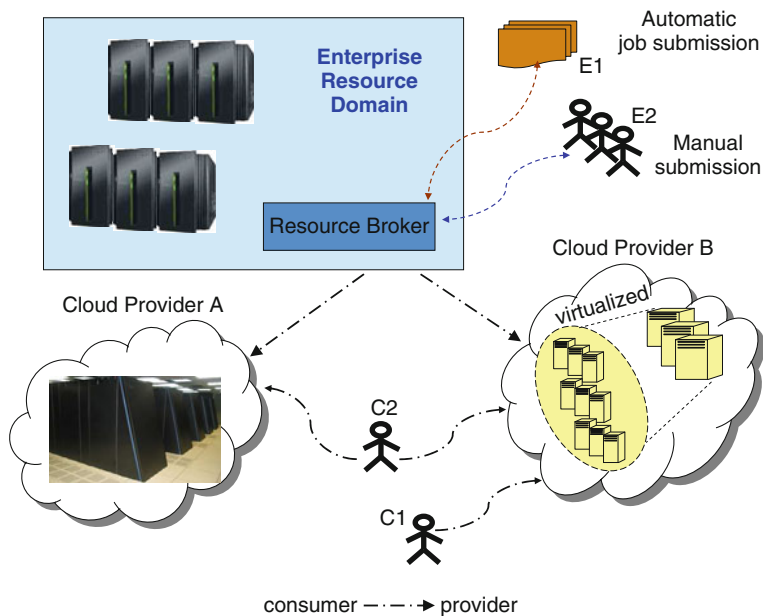 Automatic
job submission
E1
Enterprise
Resource
Domain
E2
Manual
submission
Resource Broker
Cloud Provider B
Cloud Provider A
virtualized
C2
C1
consumer
provider